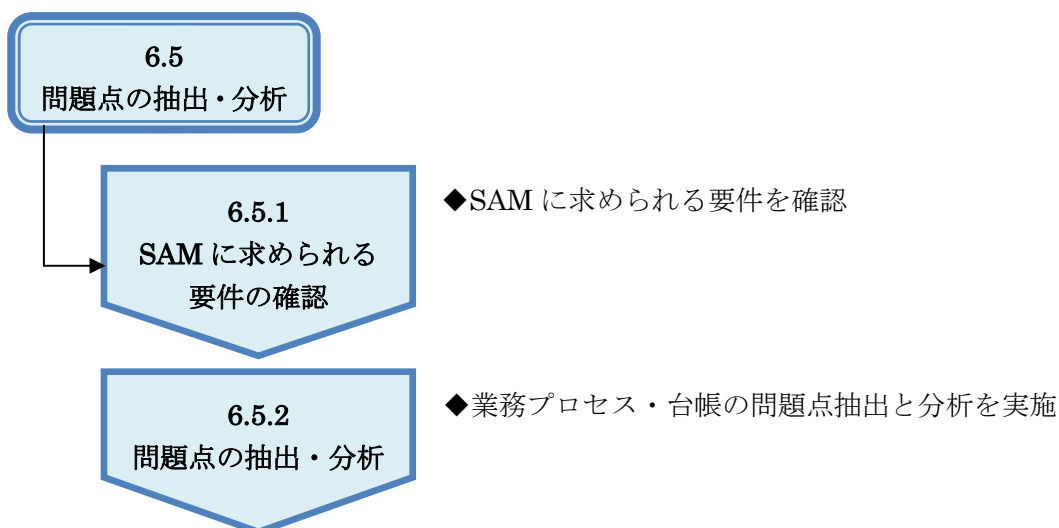 6.5
問題点の抽出・分析
6.5.1
SAM に求められる
要件の確認
◆SAM に求められる要件を確認
6.5.2
問題点の抽出・分析
◆業務プロセス・台帳の問題点抽出と分析を実施